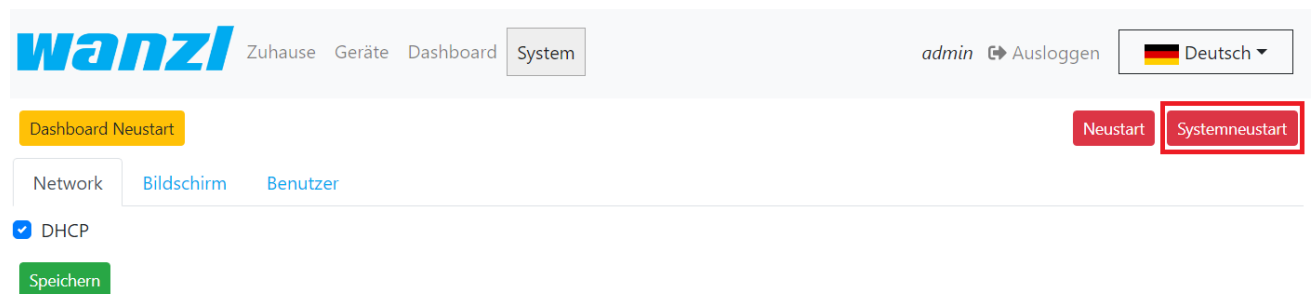 wanzl Zuhause Geräte Dashboard System admin Ausloggen Deutsch
Dashboard Neustart Neustart Systemneustart
Network Bildschirm Benutzer
DHCP
Speichern